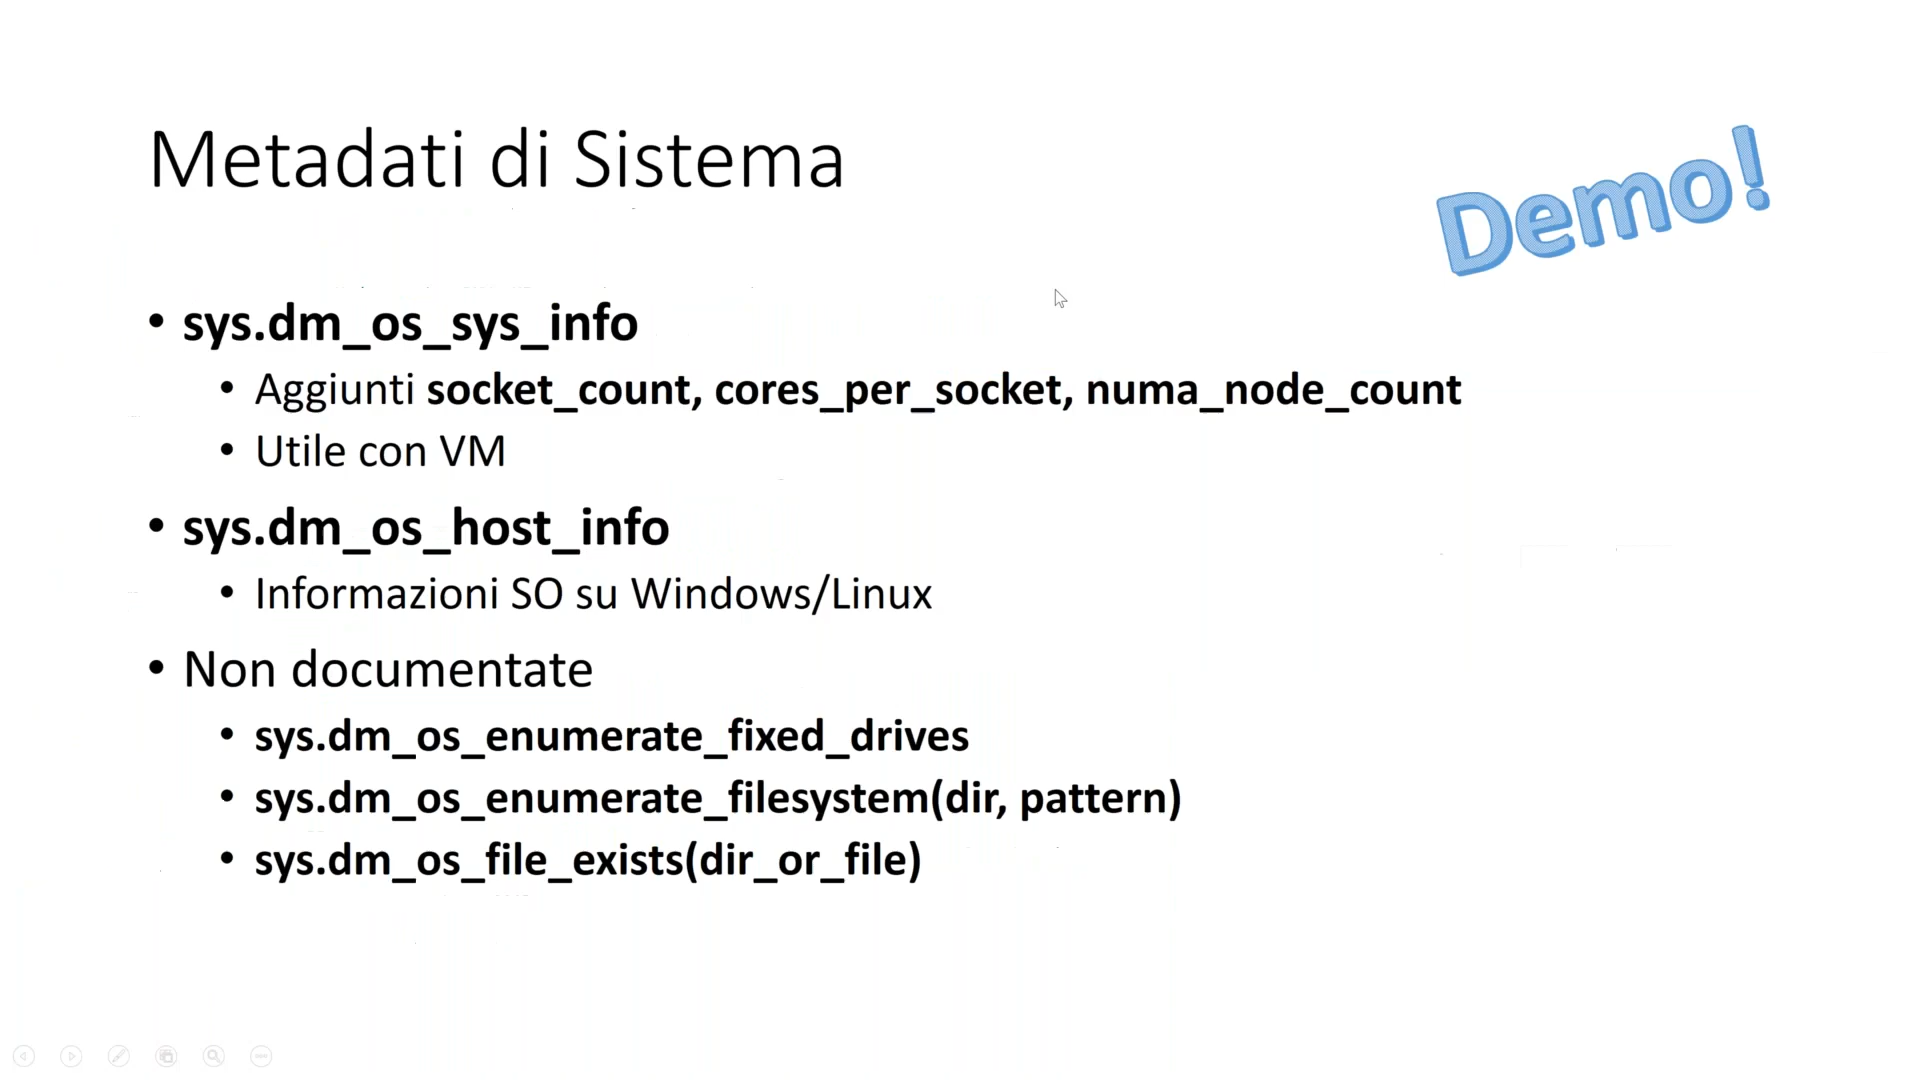 Metadati di Sistema
Demo!
• sys.dm_os_sys_info
• Aggiunti socket_count, cores_per_socket, numa_node_count
• Utile con VM
• sys.dm_os_host_info
• Informazioni SO su Windows/Linux
• Non documentate
• sys.dm_os_enumerate_fixed_drives
• sys.dm_os_enumerate_filesystem(dir, pattern)
• sys.dm_os_file_exists(dir_or_file)